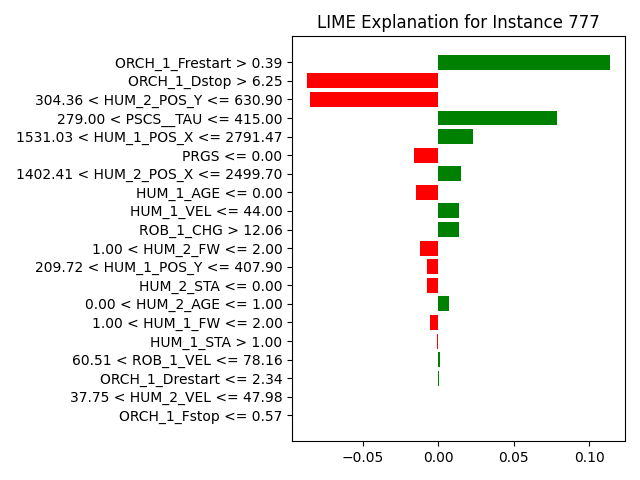 LIME Explanation for Instance 777
ORCH_1_Frestart > 0.39
ORCH_1_Dstop > 6.25
304.36 < HUM_2_POS_Y <= 630.90
279.00 < PSCS__TAU <= 415.00
1531.03 < HUM_1_POS_X <= 2791.47
PRGS <= 0.00
1402.41 < HUM_2_POS_X <= 2499.70
HUM_1_AGE <= 0.00
HUM_1_VEL <= 44.00
ROB_1_CHG > 12.06
1.00 < HUM_2_FW <= 2.00
209.72 < HUM_1_POS_Y <= 407.90
HUM_2_STA <= 0.00
0.00 < HUM_2_AGE <= 1.00
1.00 < HUM_1_FW <= 2.00
HUM_1_STA > 1.00
60.51 < ROB_1_VEL <= 78.16
ORCH_1_Drestart <= 2.34
37.75 < HUM_2_VEL <= 47.98
ORCH_1_Fstop <= 0.57
−0.05 0.00 0.05 0.10